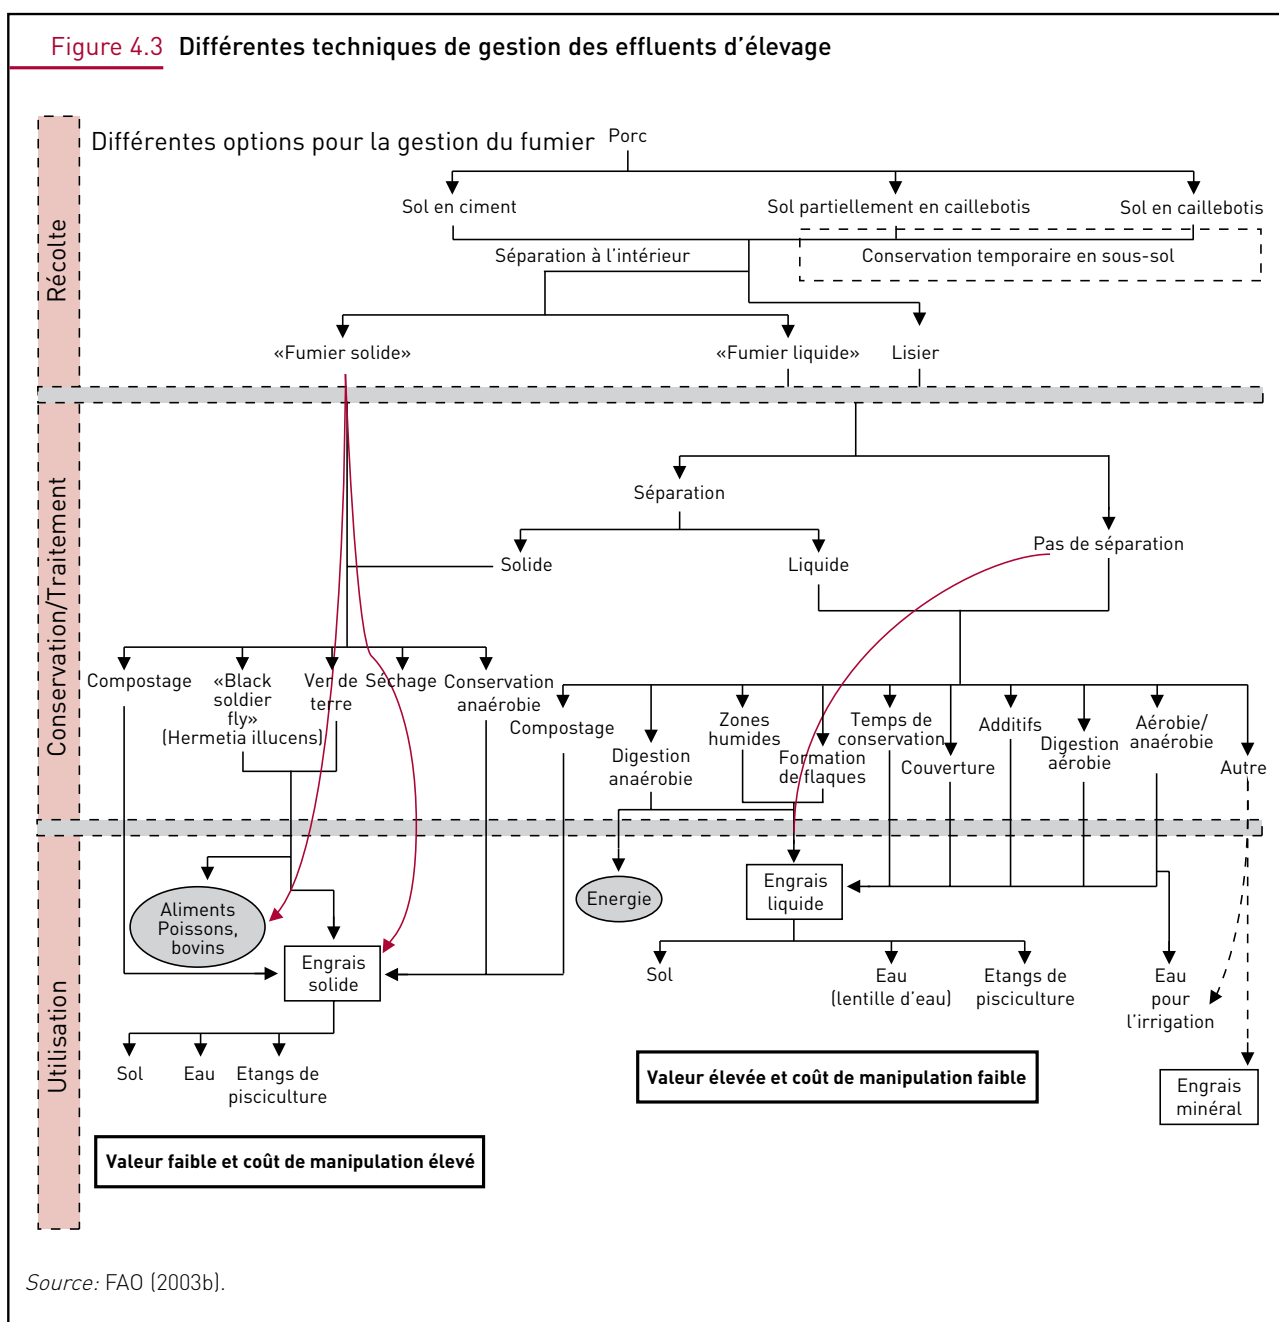 Figure 4.3 Différentes techniques de gestion des effluents d’élevage
Récolte
Différentes options pour la gestion du fumier
Porc
Sol en ciment
Sol partiellement en caillebotis
Sol en caillebotis
Séparation à l’intérieur
Conservation temporaire en sous-sol
«Fumier solide»
«Fumier liquide»
Lisier
Conservation/Traitement
Séparation
Pas de séparation
Solide
Liquide
Compostage
«Black
soldier
fly»
(Hermetia illucens)
Ver de
terre
Séchage
Conservation
anaérobie
Compostage
Digestion
anaérobie
Zones
humides
Formation
de flaques
Temps de
conservation
Couverture
Additifs
Digestion
aérobie
Aérobie/
anaérobie
Autre
Utilisation
Aliments
Poissons,
bovins
Engrais
solide
Energie
Engrais
liquide
Sol
Eau
(lentille d’eau)
Etangs de
pisciculture
Eau
pour
l’irrigation
Engrais
minéral
Sol
Eau
Etangs de
pisciculture
Valeur élevée et coût de manipulation faible
Valeur faible et coût de manipulation élevé
Source: FAO (2003b).